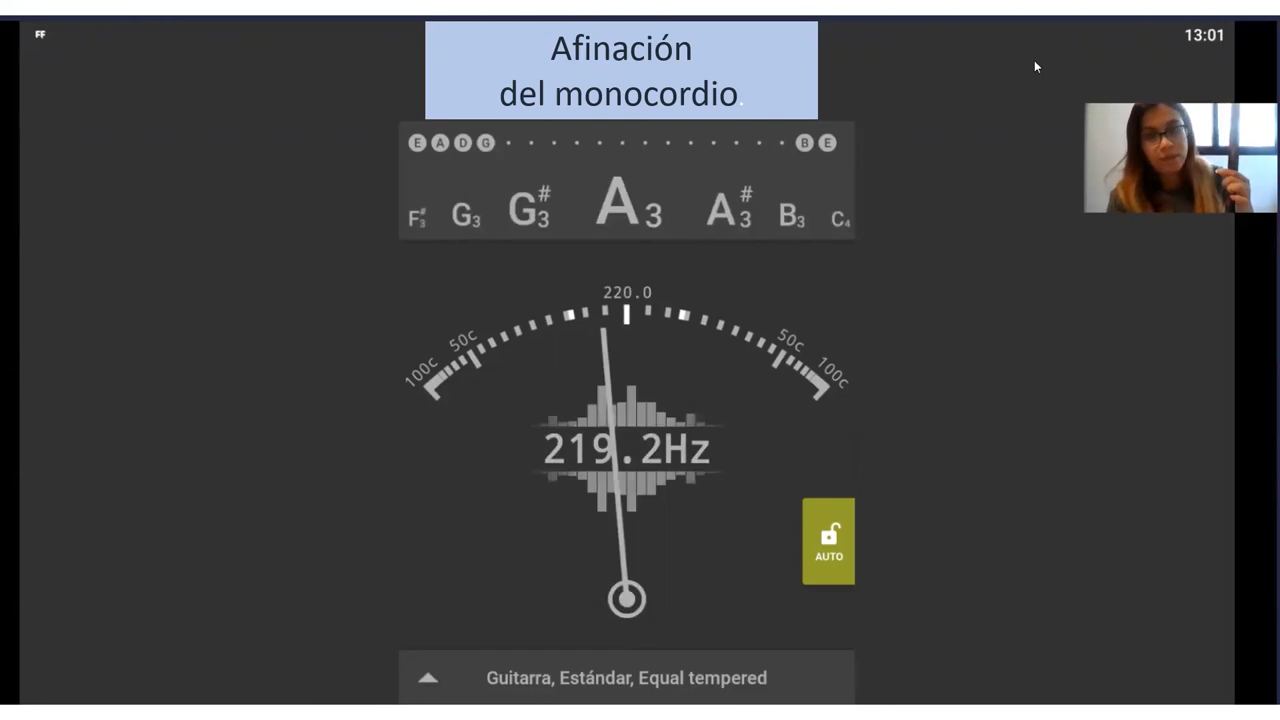 FF
13:01
Afinación
del monocordio.
E A D G B E
F#3 G3 G#3 A3 A#3 B3 C4
220.0
100c 50c 50c 100c
219.2Hz
AUTO
Guitarra, Estándar, Equal tempered